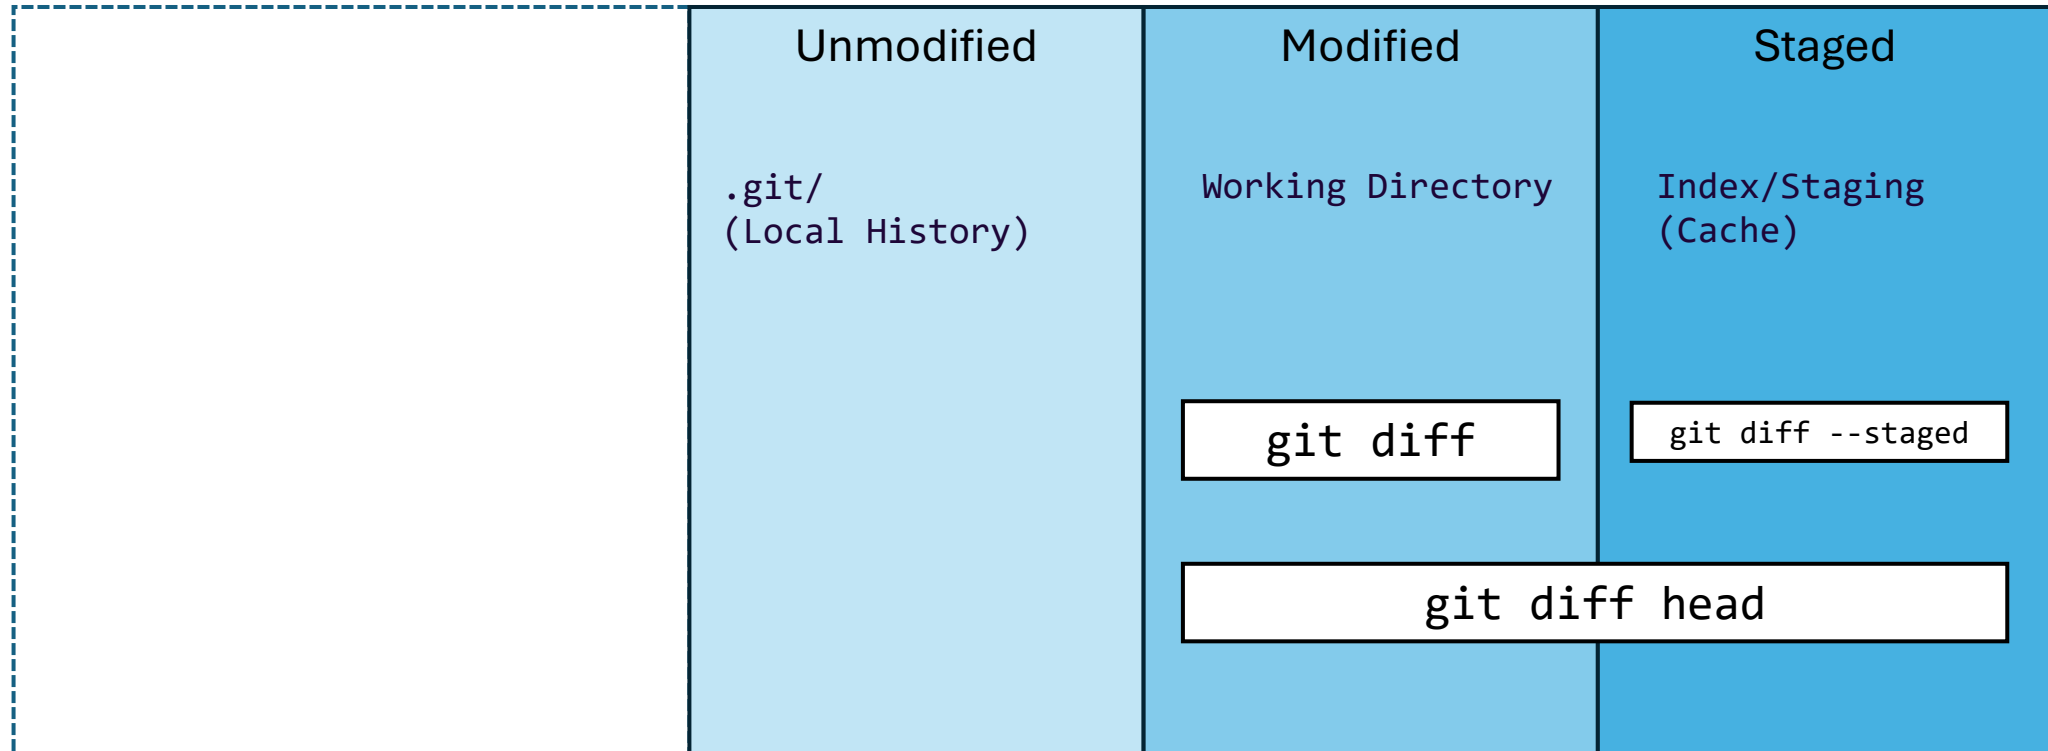 Unmodified
Modified
Staged
.git/
(Local History)
Working Directory
Index/Staging
(Cache)
git diff
git diff --staged
git diff head